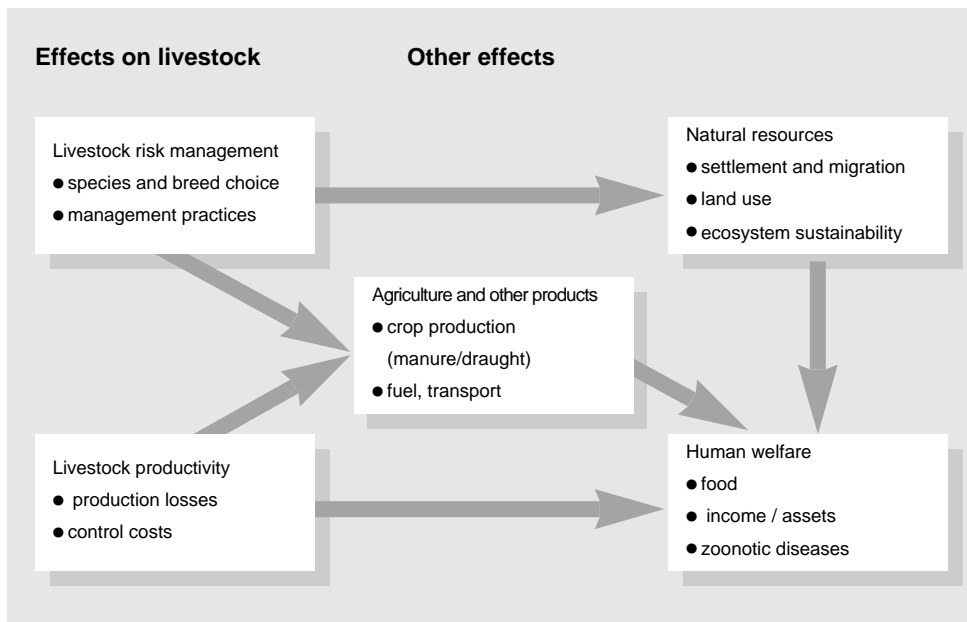 Effects on livestock
Other effects
Livestock risk management
● species and breed choice
● management practices
Natural resources
● settlement and migration
● land use
● ecosystem sustainability
Agriculture and other products
● crop production
(manure/draught)
● fuel, transport
Livestock productivity
● production losses
● control costs
Human welfare
● food
● income / assets
● zoonotic diseases